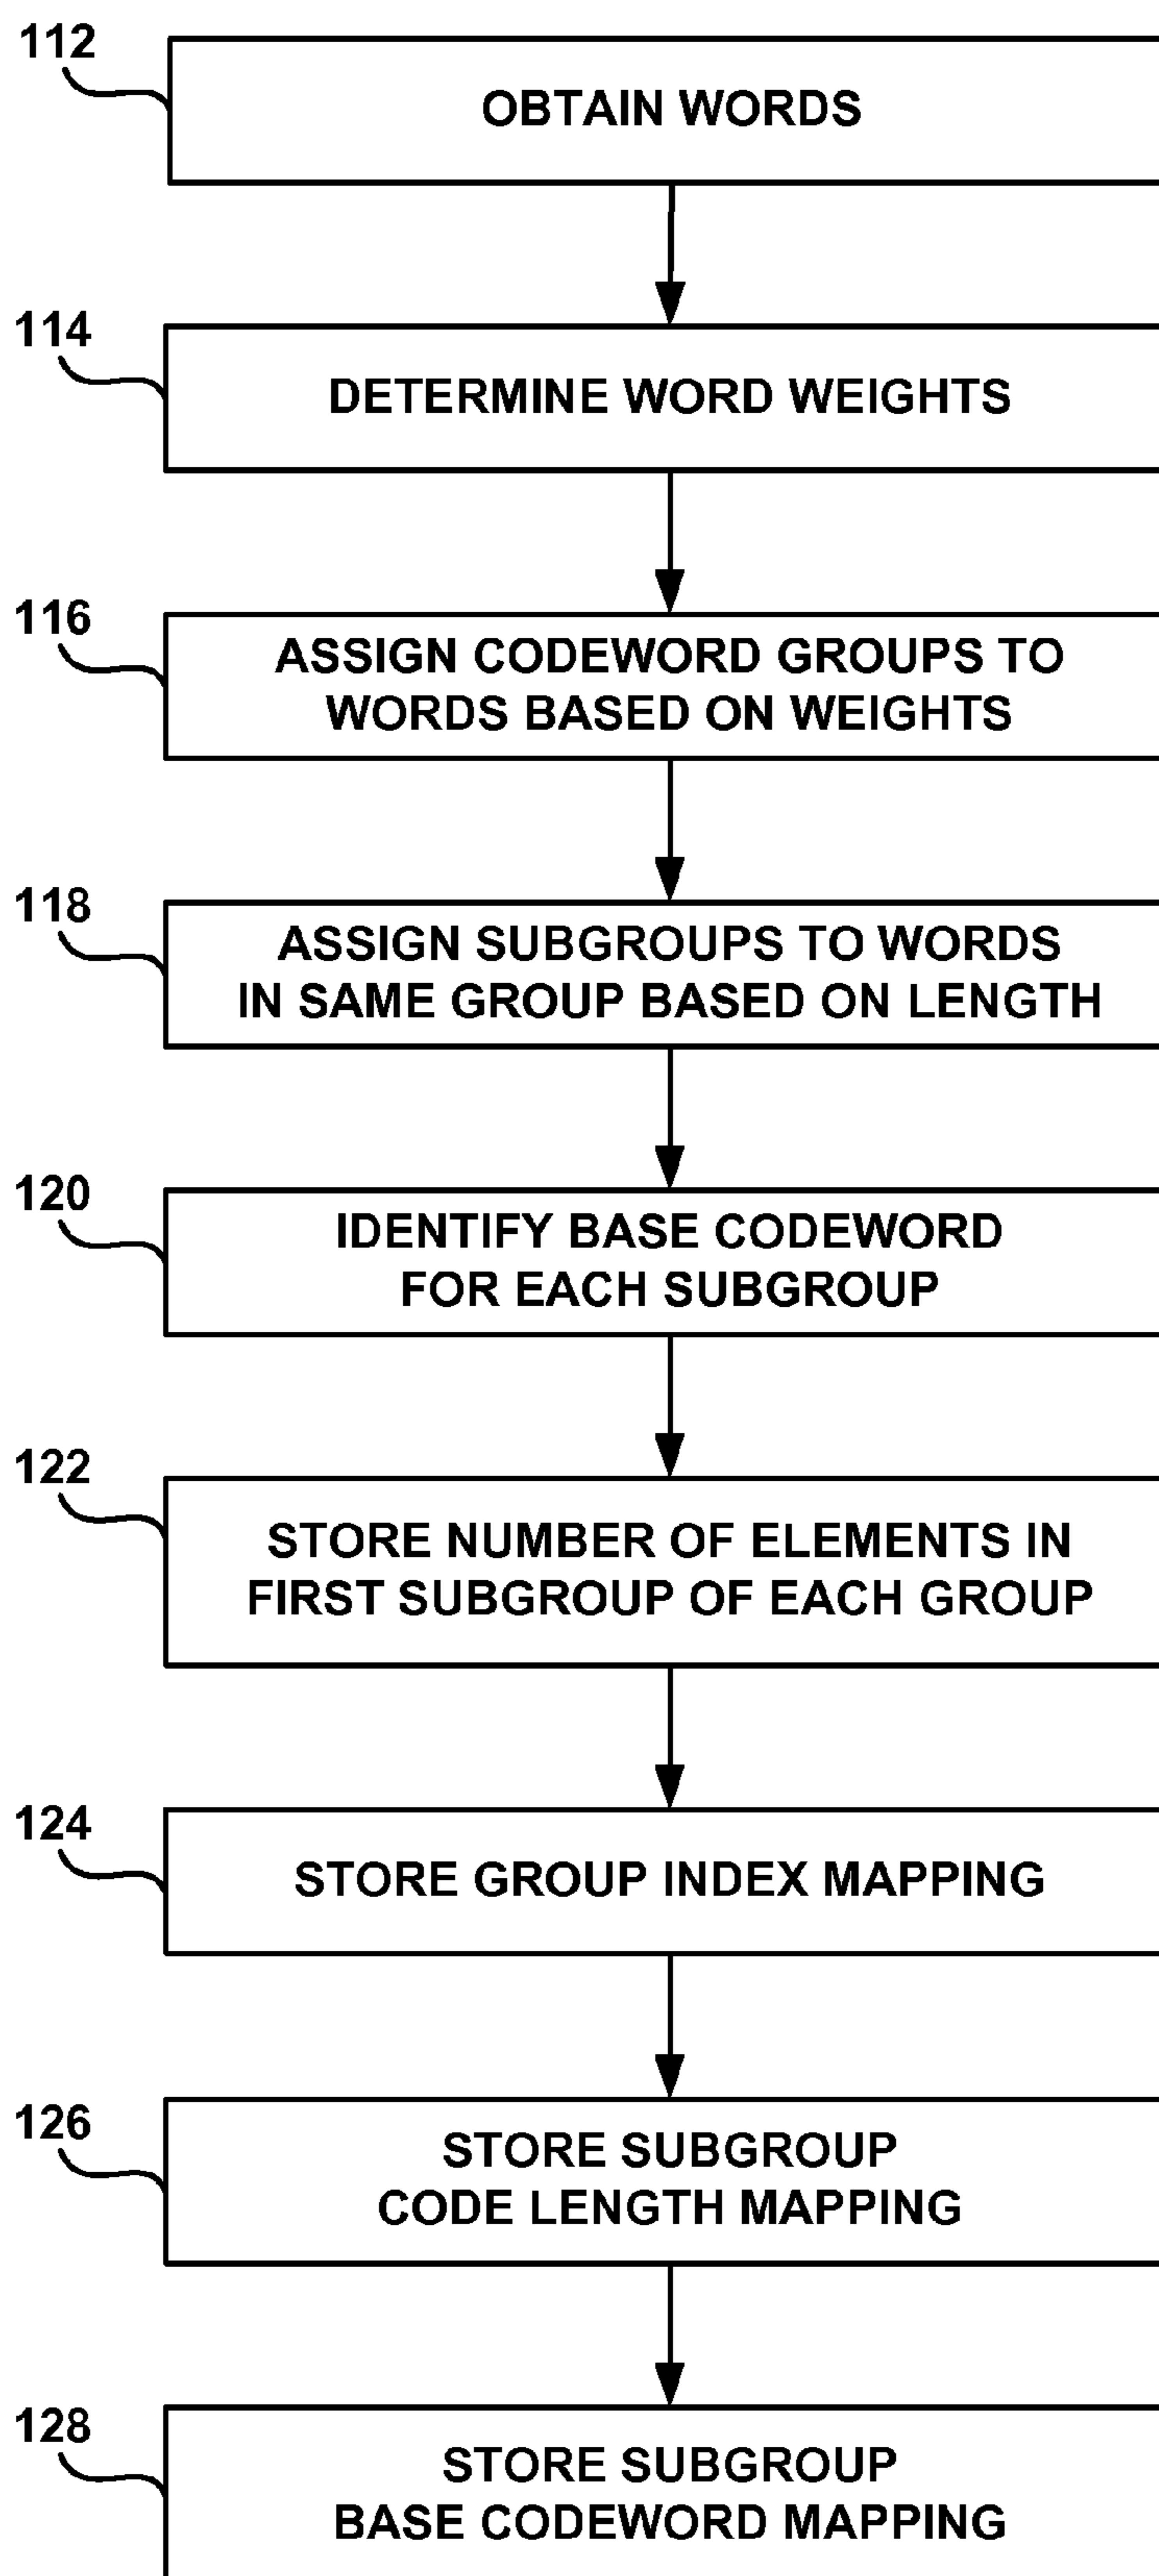 112
OBTAIN WORDS
114
DETERMINE WORD WEIGHTS
116
ASSIGN CODEWORD GROUPS TO
WORDS BASED ON WEIGHTS
118
ASSIGN SUBGROUPS TO WORDS
IN SAME GROUP BASED ON LENGTH
120
IDENTIFY BASE CODEWORD
FOR EACH SUBGROUP
122
STORE NUMBER OF ELEMENTS IN
FIRST SUBGROUP OF EACH GROUP
124
STORE GROUP INDEX MAPPING
126
STORE SUBGROUP
CODE LENGTH MAPPING
128
STORE SUBGROUP
BASE CODEWORD MAPPING